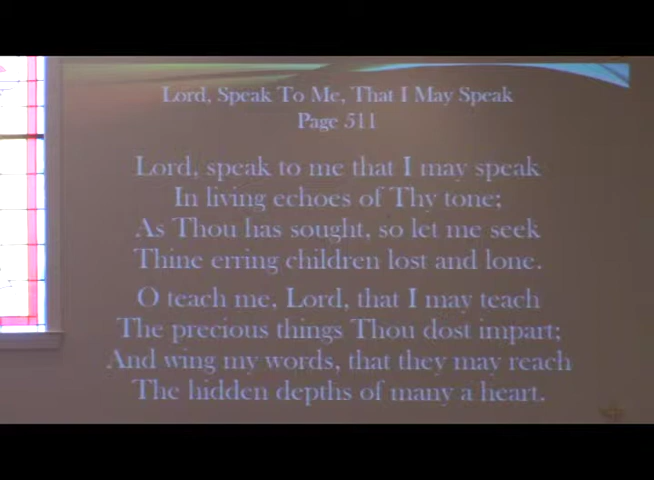 Lord, Speak To Me, That I May Speak
Page 511
Lord, speak to me that I may speak
In living echoes of Thy tone;
As Thou has sought, so let me seek
Thine erring children lost and lone.
O teach me, Lord, that I may teach
The precious things Thou dost impart;
And wing my words, that they may reach
The hidden depths of many a heart.